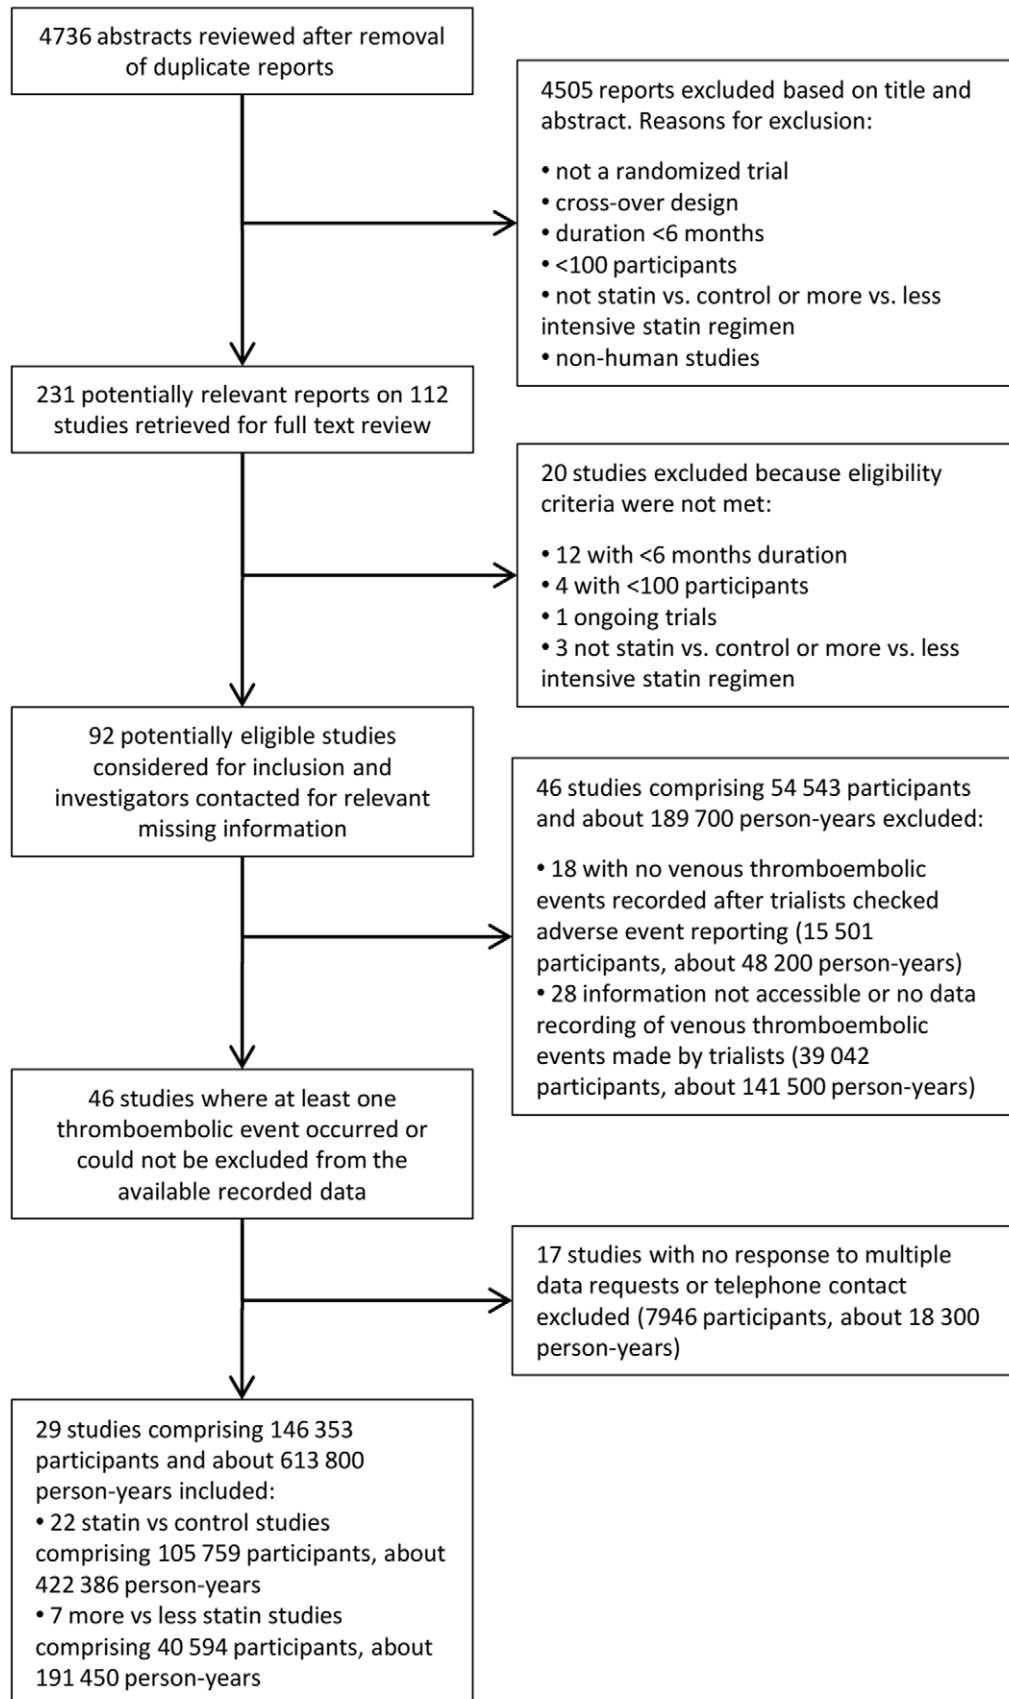 4736 abstracts reviewed after removal
of duplicate reports
4505 reports excluded based on title and
abstract. Reasons for exclusion:
• not a randomized trial
• cross-over design
• duration <6 months
• <100 participants
• not statin vs. control or more vs. less
intensive statin regimen
• non-human studies
231 potentially relevant reports on 112
studies retrieved for full text review
20 studies excluded because eligibility
criteria were not met:
• 12 with <6 months duration
• 4 with <100 participants
• 1 ongoing trials
• 3 not statin vs. control or more vs. less
intensive statin regimen
92 potentially eligible studies
considered for inclusion and
investigators contacted for relevant
missing information
46 studies comprising 54 543 participants
and about 189 700 person-years excluded:
• 18 with no venous thromboembolic
events recorded after trialists checked
adverse event reporting (15 501
participants, about 48 200 person-years)
• 28 information not accessible or no data
recording of venous thromboembolic
events made by trialists (39 042
participants, about 141 500 person-years)
46 studies where at least one
thromboembolic event occurred or
could not be excluded from the
available recorded data
17 studies with no response to multiple
data requests or telephone contact
excluded (7946 participants, about 18 300
person-years)
29 studies comprising 146 353
participants and about 613 800
person-years included:
• 22 statin vs control studies
comprising 105 759 participants, about
422 386 person-years
• 7 more vs less statin studies
comprising 40 594 participants, about
191 450 person-years